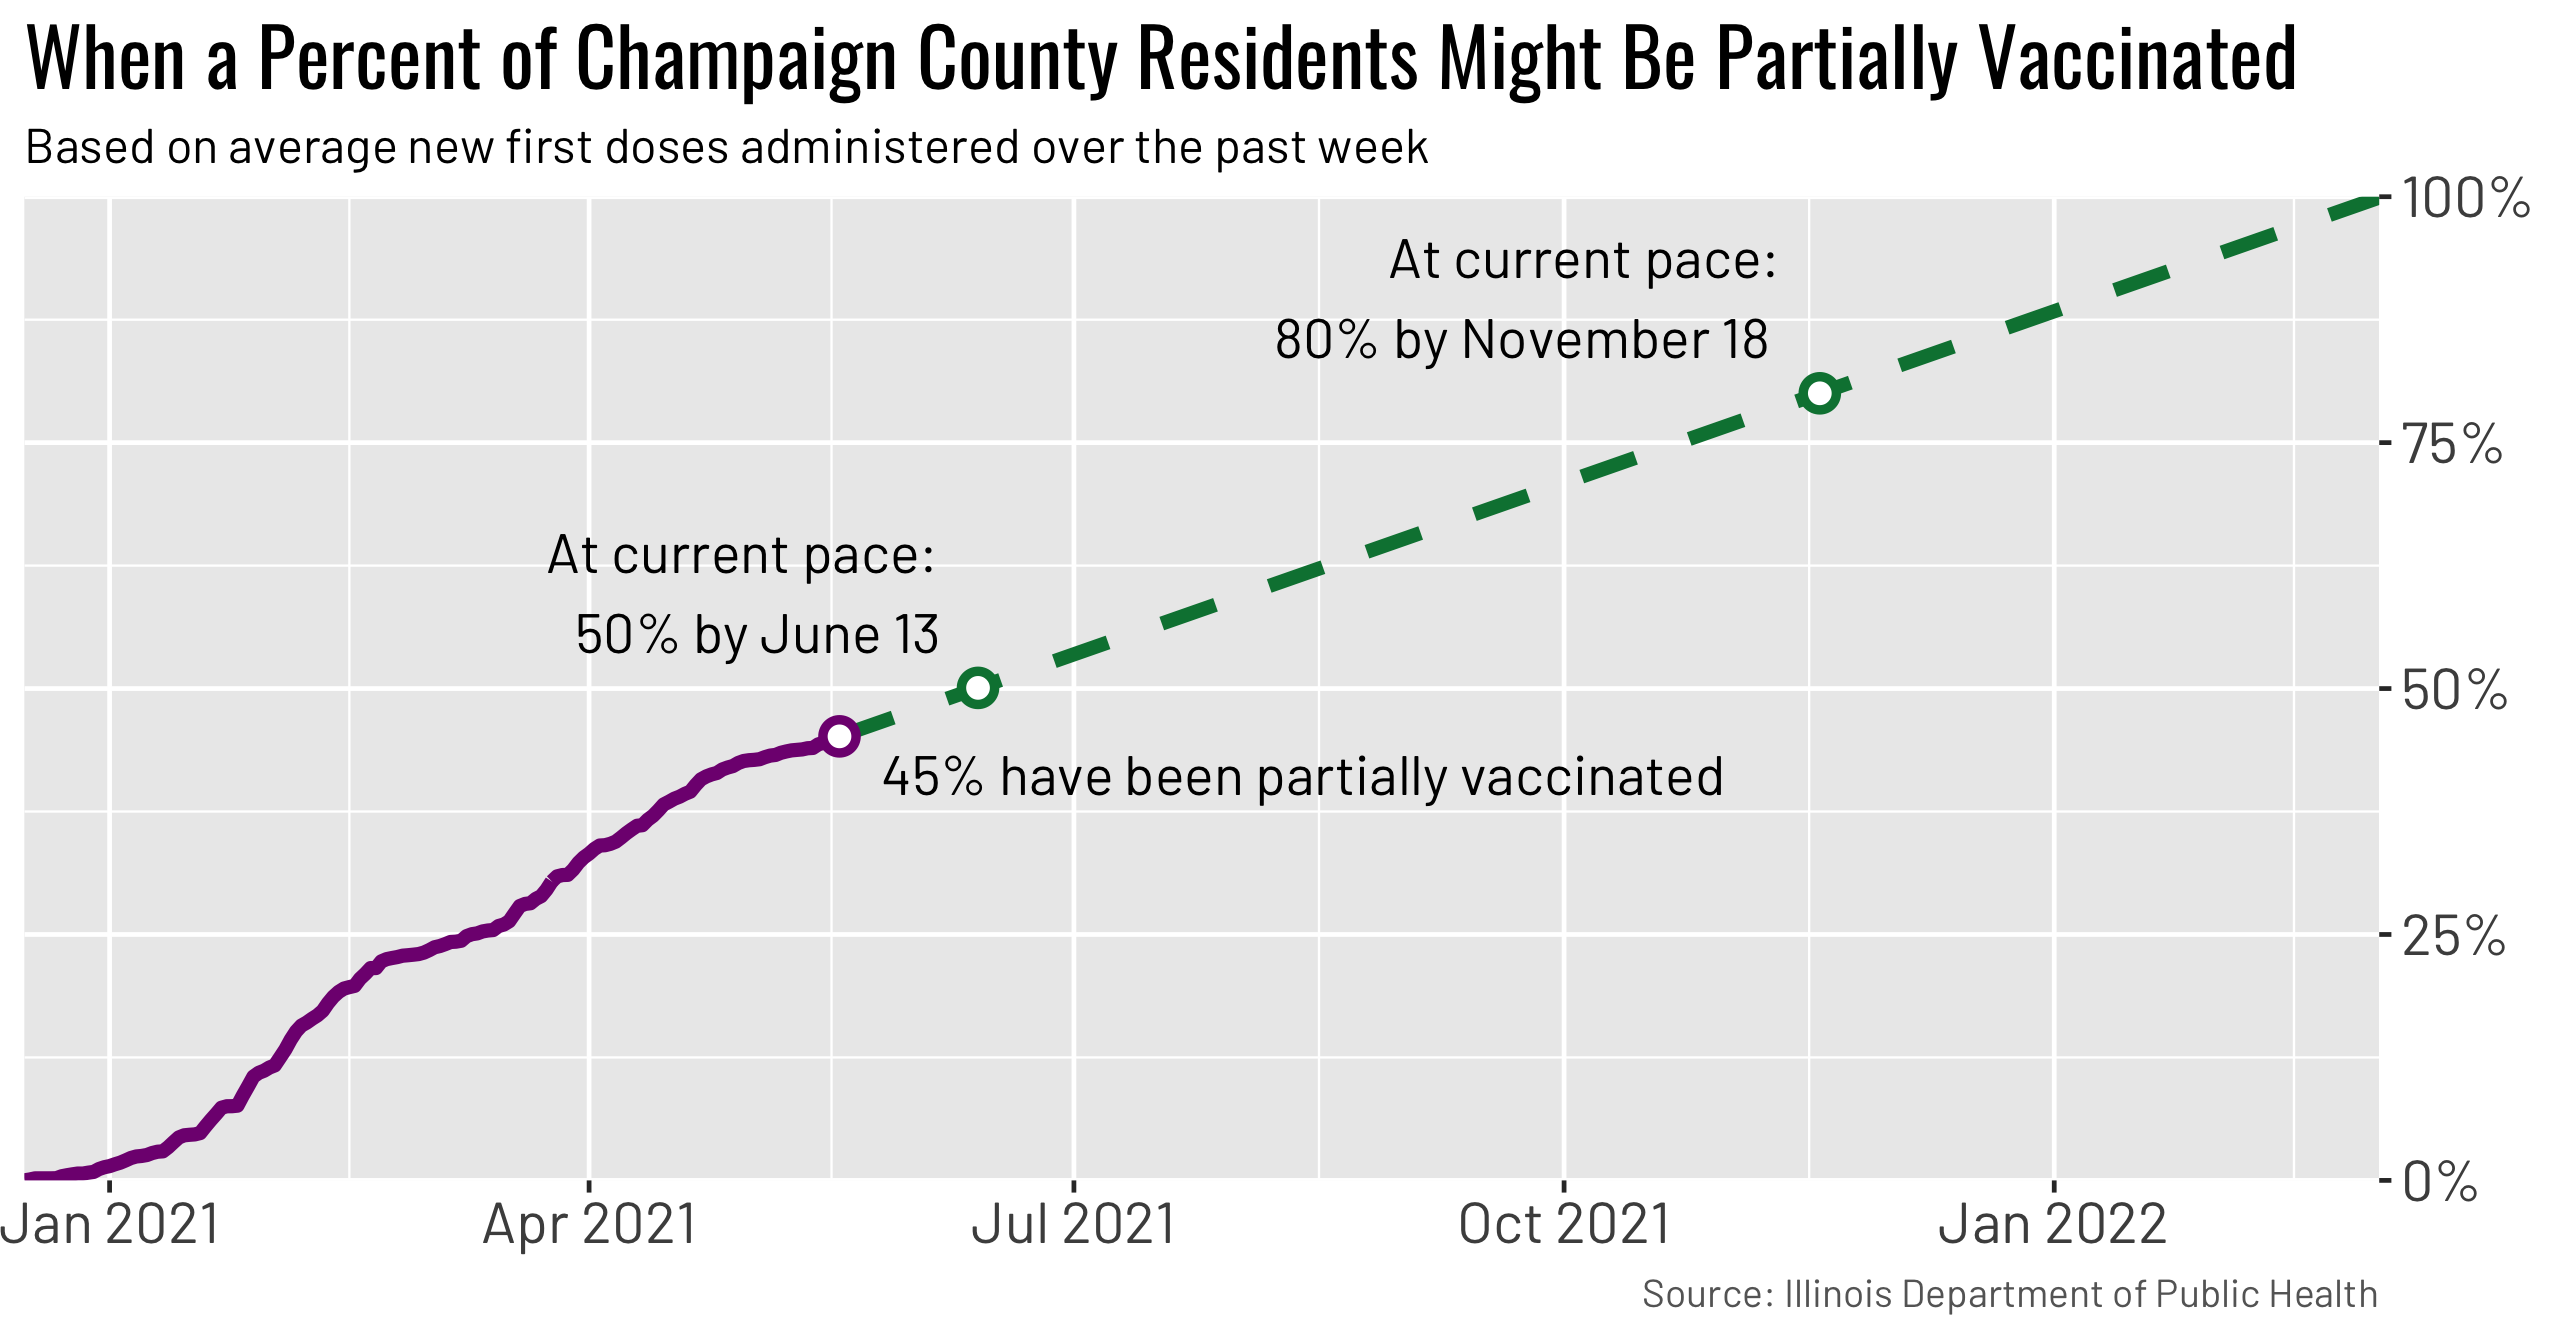 When a Percent of Champaign County Residents Might Be Partially Vaccinated
Based on average new first doses administered over the past week
100%
At current pace:
80% by November 18
75%
At current pace:
50% by June 13
50%
45% have been partially vaccinated
25%
0%
Jan 2021
Apr 2021
Jul 2021
Oct 2021
Jan 2022
Source: Illinois Department of Public Health